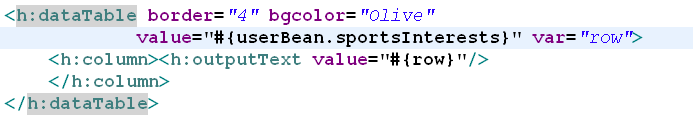 <h:dataTable border="4" bgcolor="Olive"
value="#{userBean.sportsInterests}" var="row">
<h:column><h:outputText value="#{row}"/>
</h:column>
</h:dataTable>